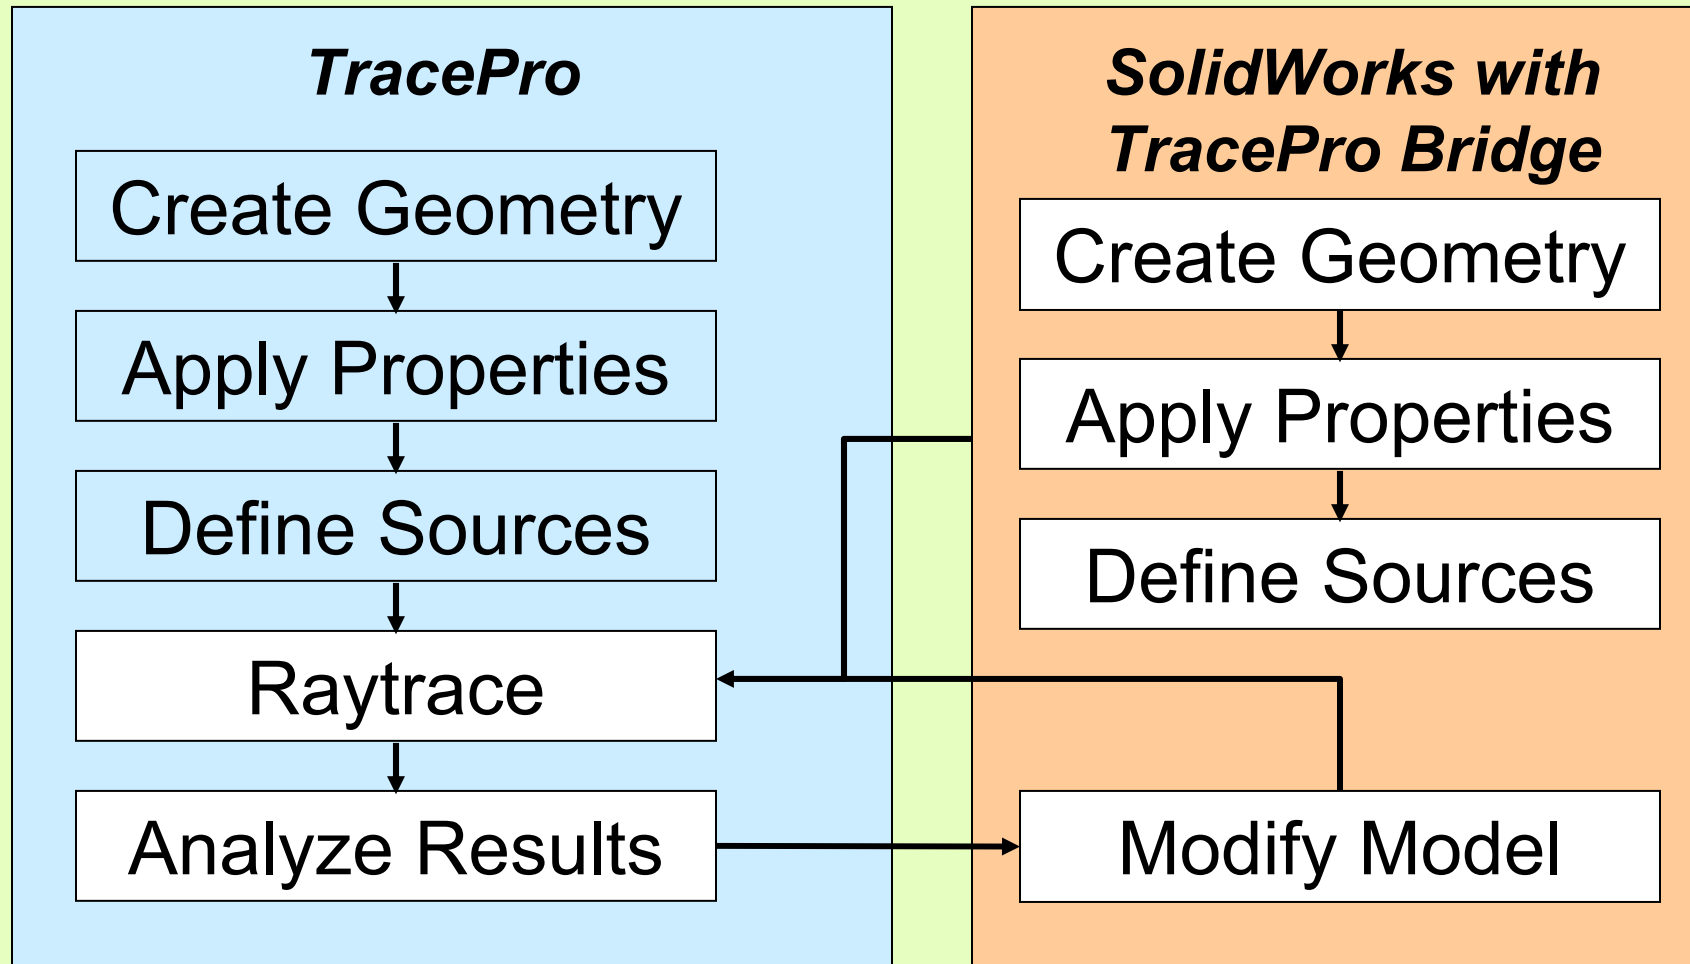 TracePro
Create Geometry
Apply Properties
Define Sources
Raytrace
Analyze Results
SolidWorks with
TracePro Bridge
Create Geometry
Apply Properties
Define Sources
Modify Model